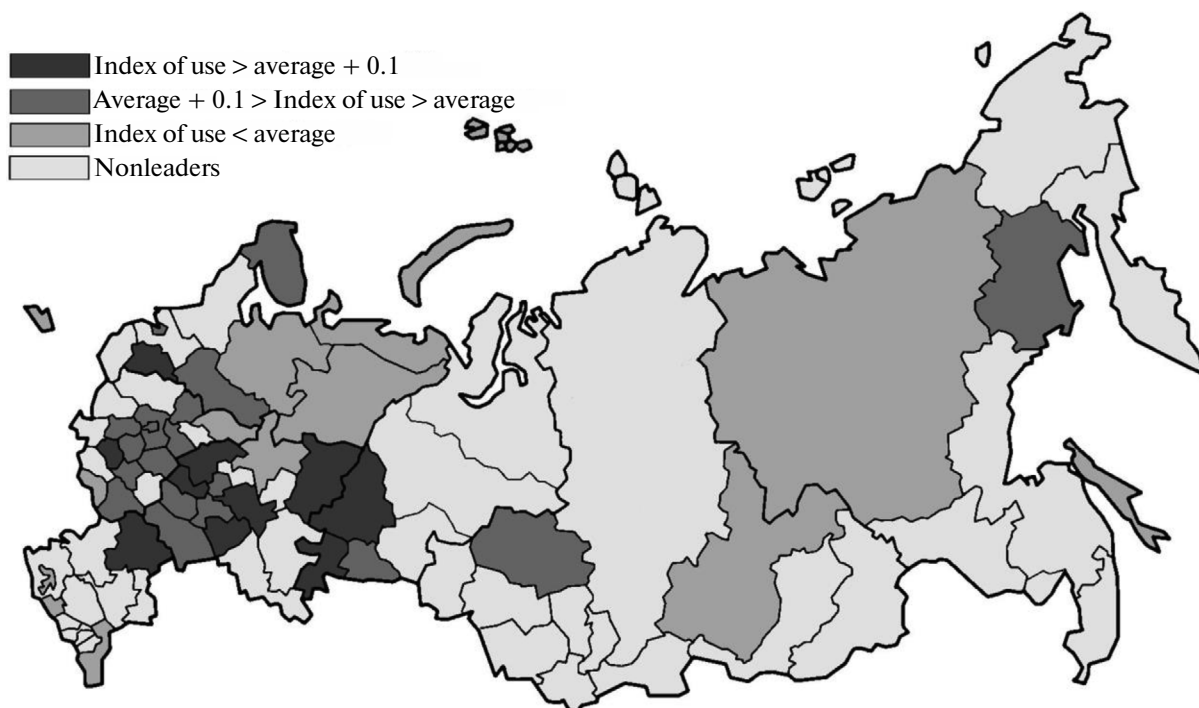 Index of use > average + 0.1
Average + 0.1 > Index of use > average
Index of use < average
Nonleaders